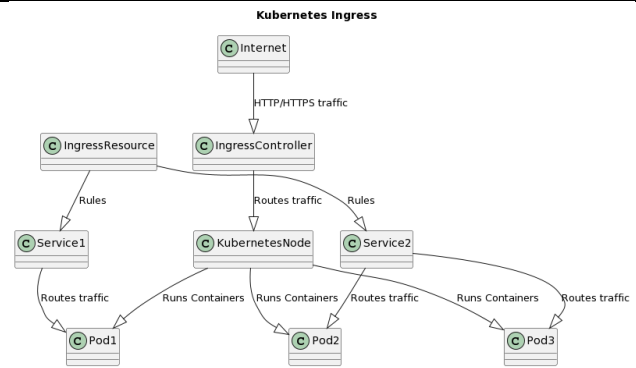 Kubernetes Ingress
C Internet
HTTP/HTTPS traffic
C IngressResource
C IngressController
Rules
Routes traffic
Rules
C Service1
C KubernetesNode
C Service2
Routes traffic
Runs Containers
Runs Containers
Routes traffic
Runs Containers
Routes traffic
C Pod1
C Pod2
C Pod3